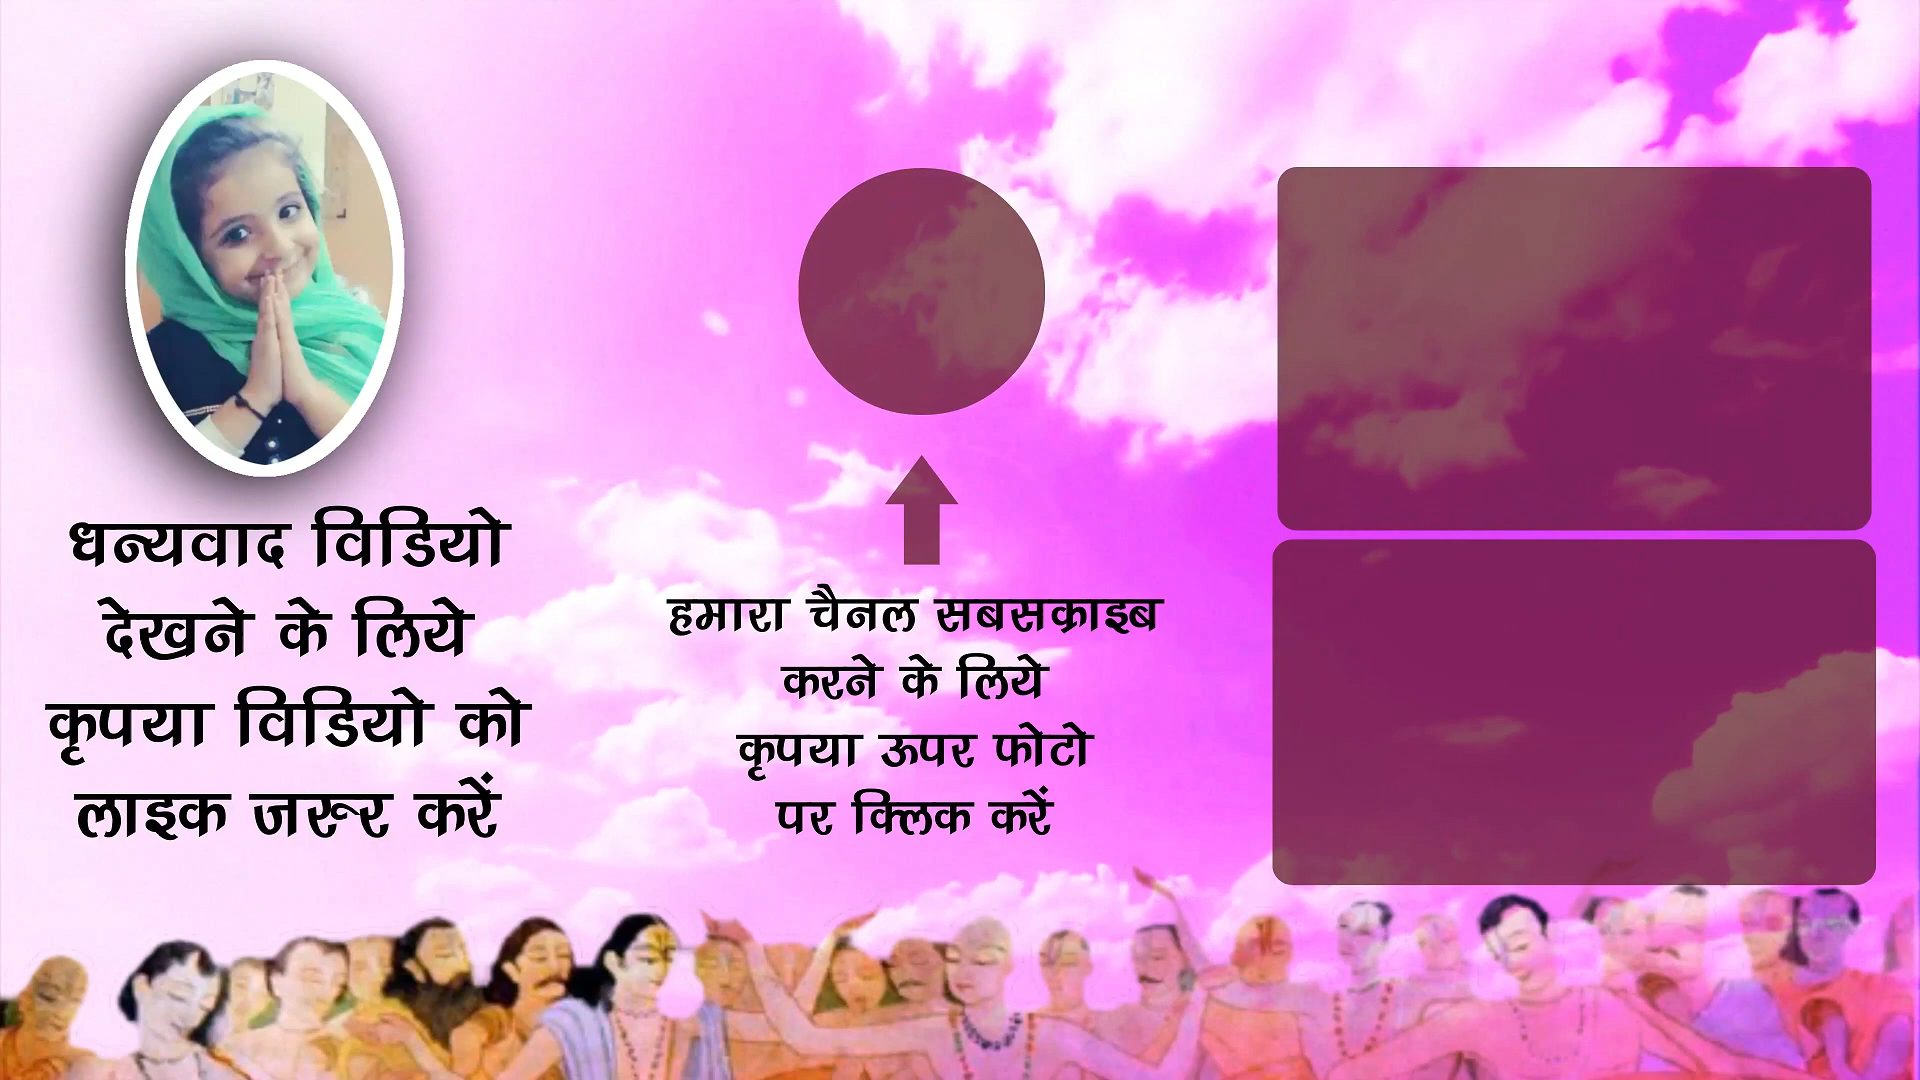 धन्यवाद विडियो
देखने के लिये
कृपया विडियो को
लाइक जरूर करें
हमारा चैनल सबसक्राइब
करने के लिये
कृपया ऊपर फोटो
पर क्लिक करें